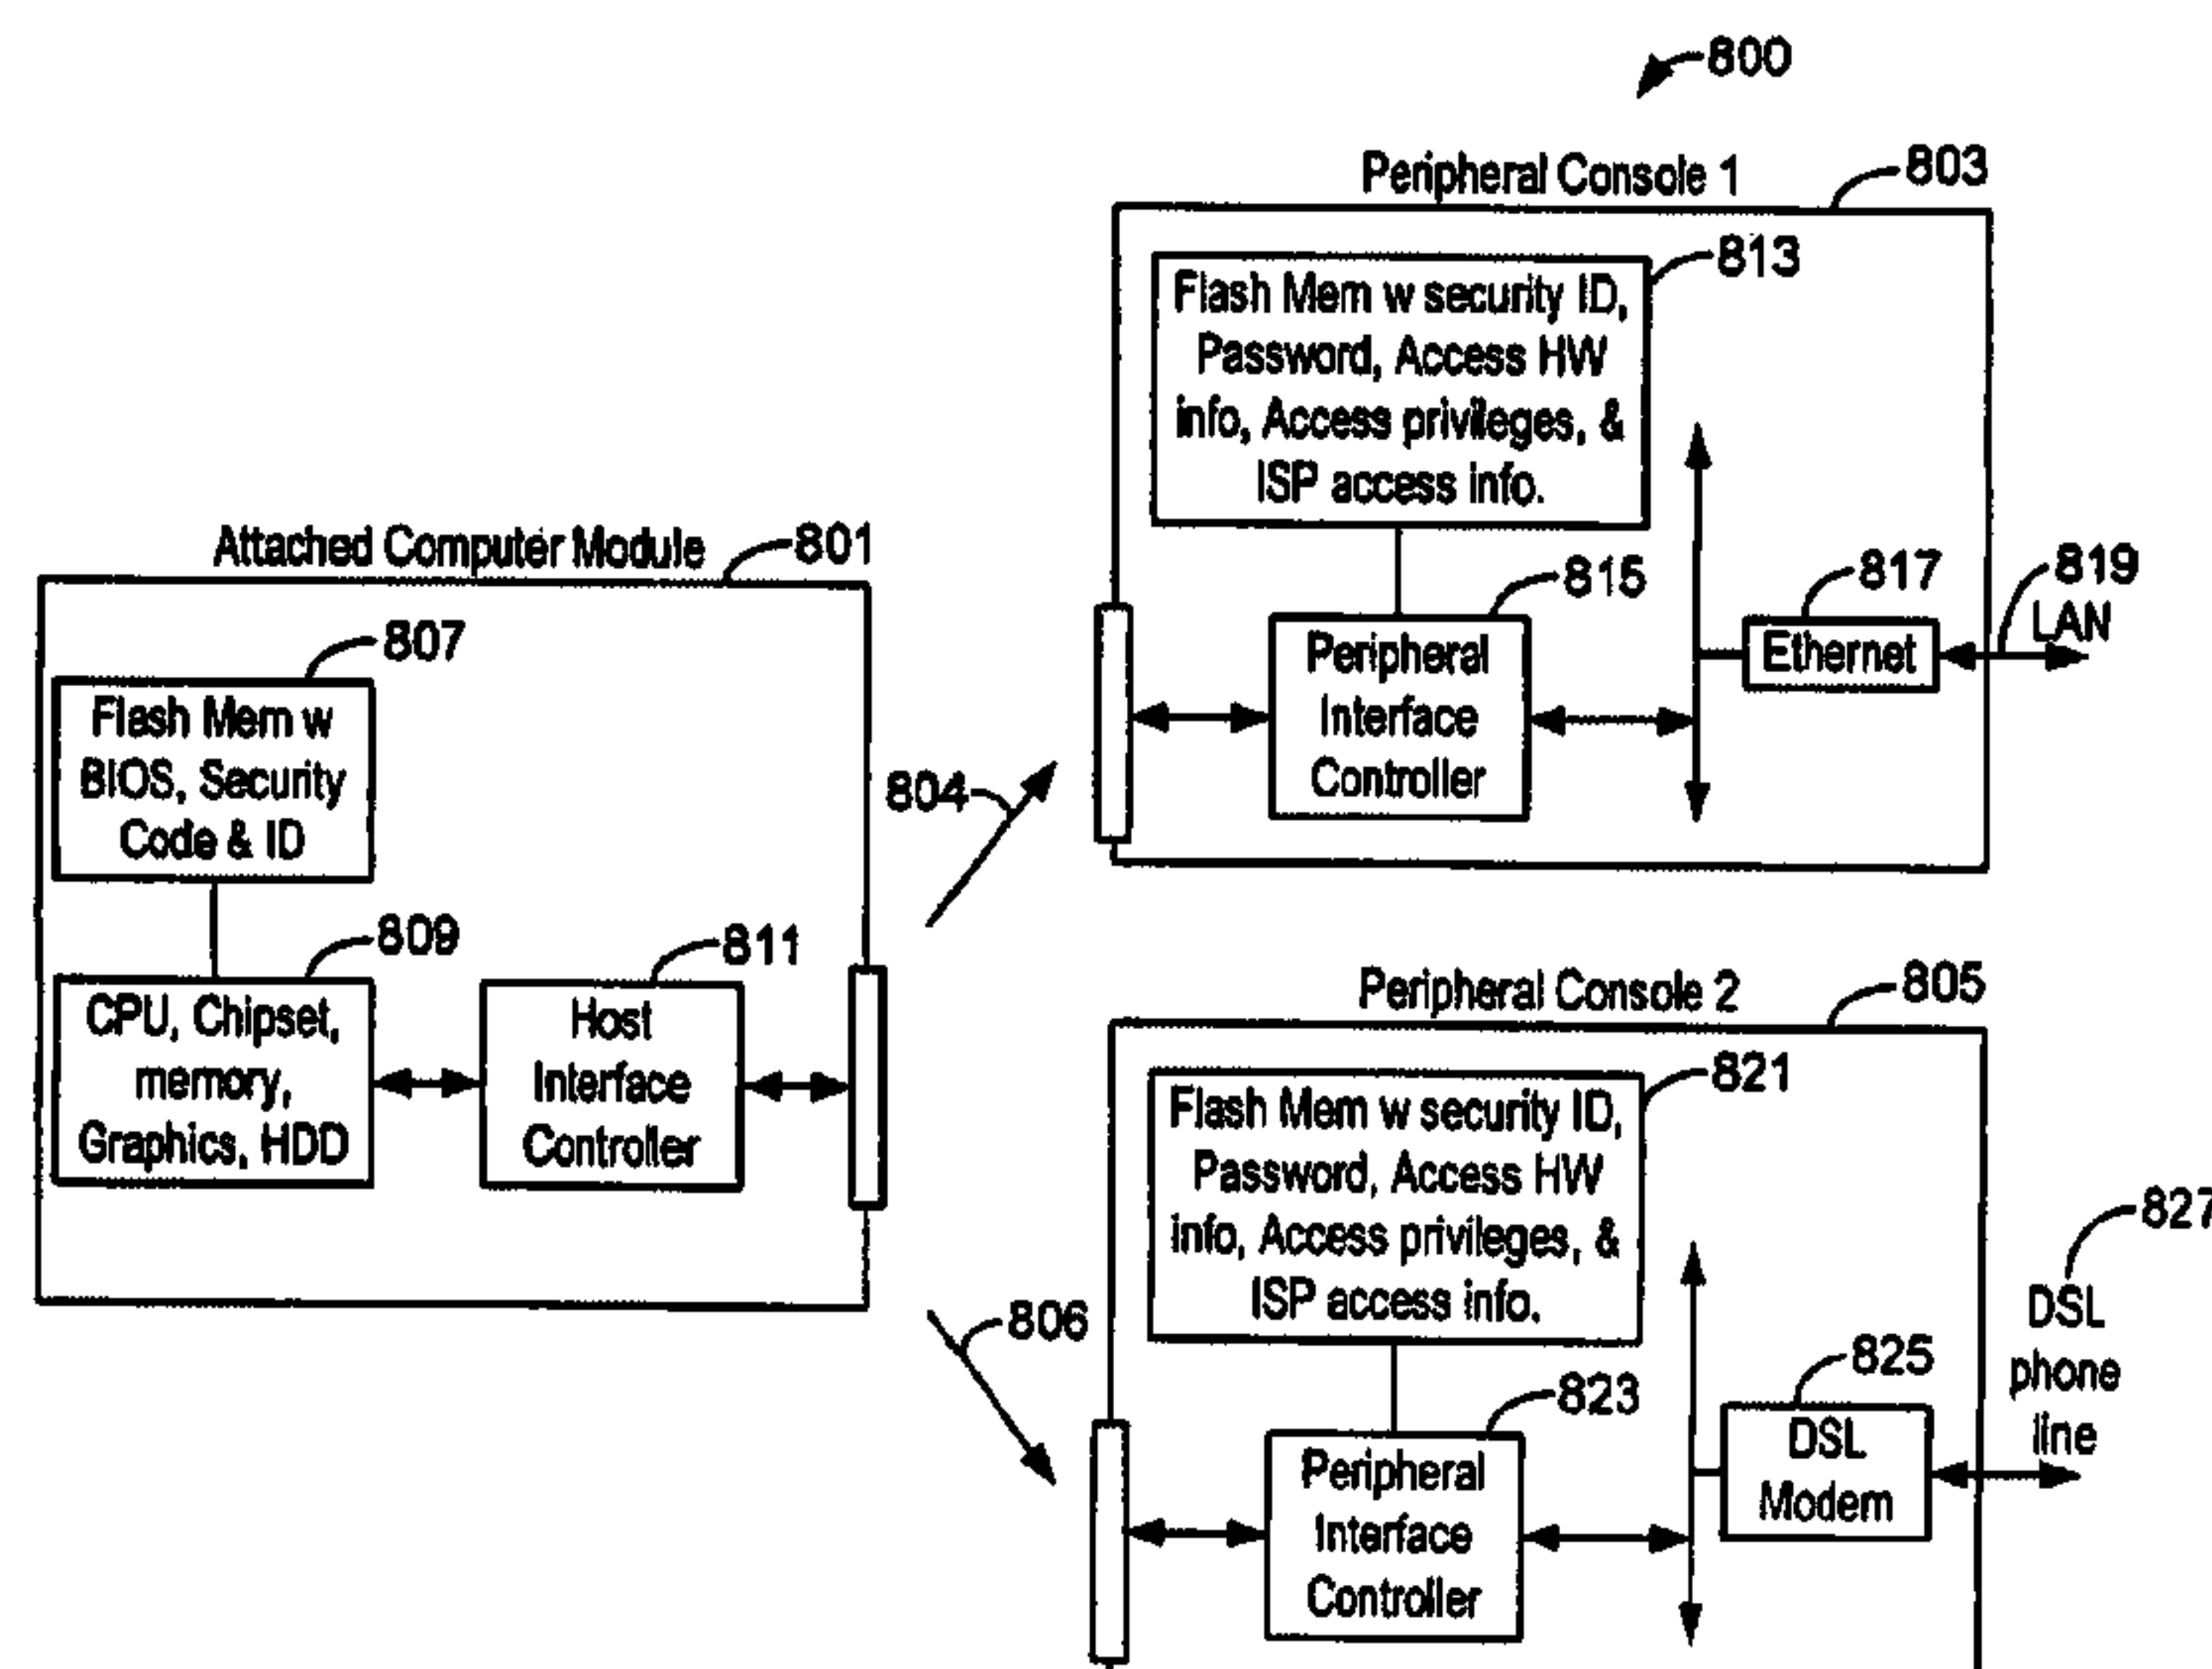 800
Peripheral Console 1
803
813
Flash Mem w security ID,
Password, Access HW
info, Access privileges, &
ISP access info.
815
Peripheral
Interface
Controller
817
Ethernet
819
LAN
Attached Computer Module
801
807
Flash Mem w
BIOS, Security
Code & ID
809
CPU, Chipset,
memory,
Graphics, HDD
811
Host
Interface
Controller
804
806
Peripheral Console 2
805
821
Flash Mem w security ID,
Password, Access HW
info, Access privileges, &
ISP access info.
823
Peripheral
Interface
Controller
825
DSL
Modem
827
DSL
phone
line